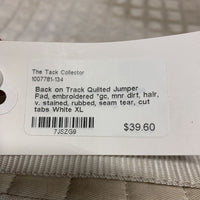 The Tack Collector
1007781-134
Back on Track Quilted Jumper
Pad, embroidered *gc, mnr dirt, hair,
v. stained, rubbed, seam tear, cut
tabs White XL
$39.60
7JSZG9